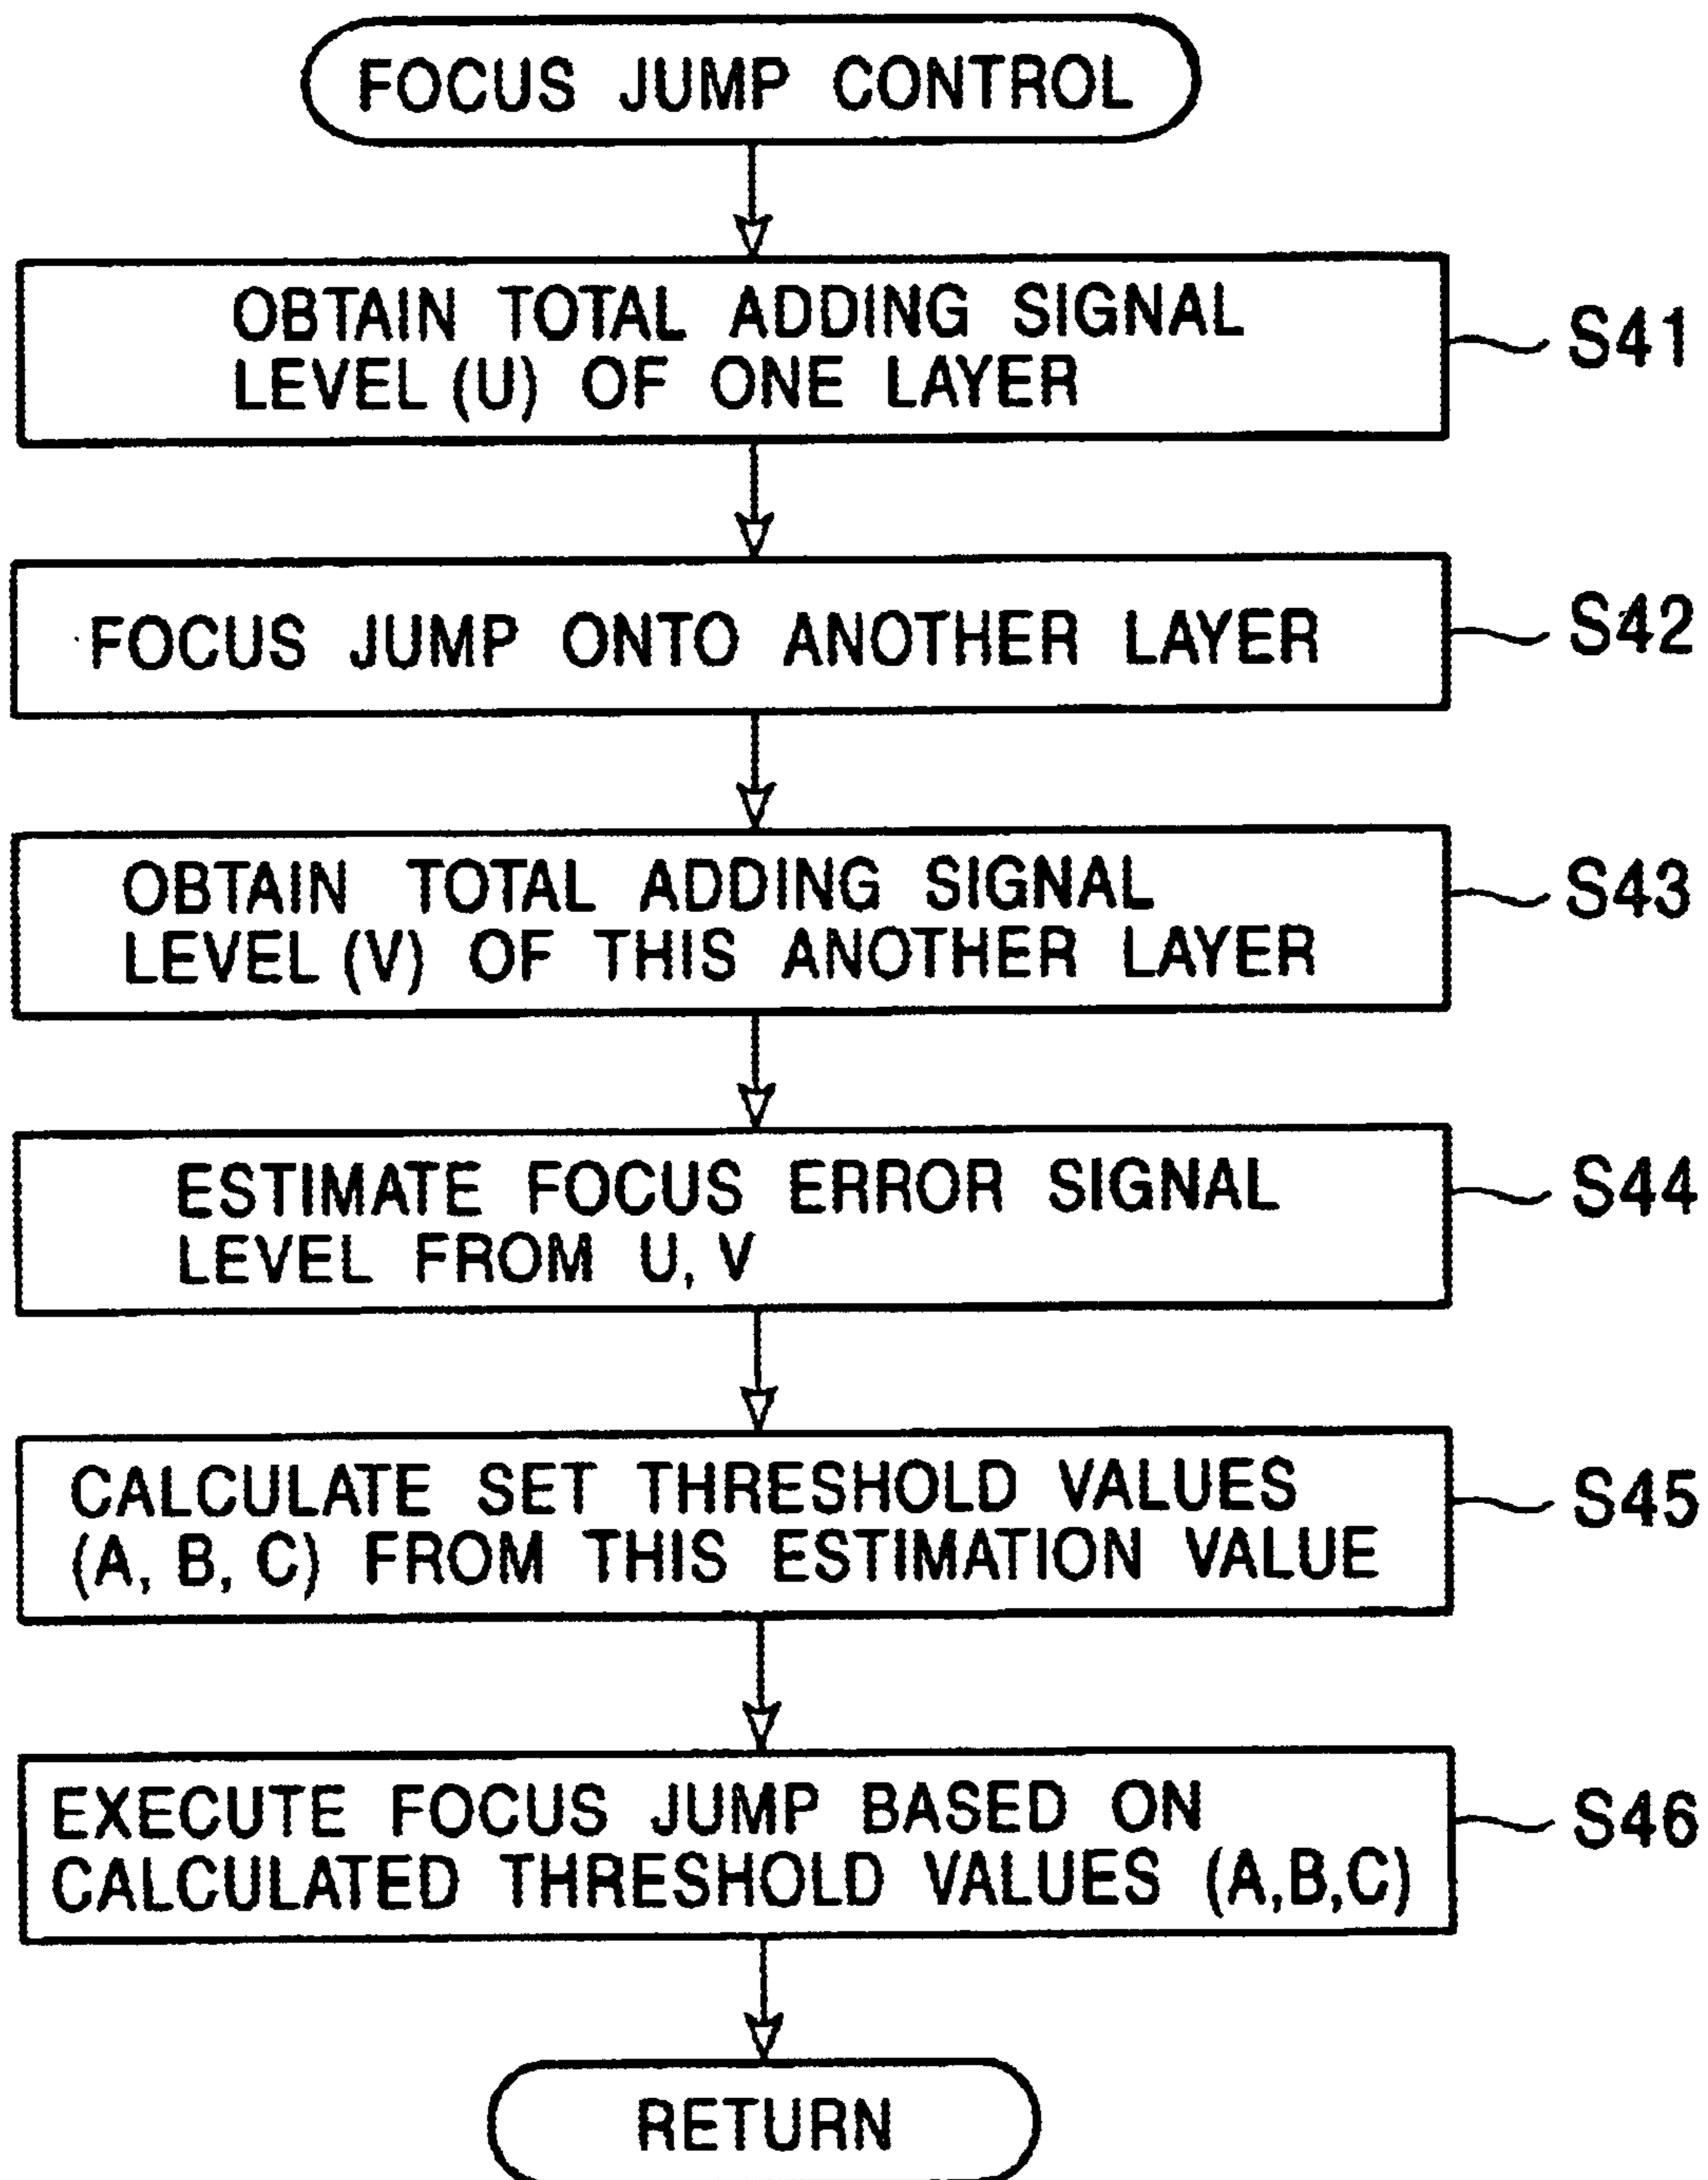 FOCUS JUMP CONTROL
OBTAIN TOTAL ADDING SIGNAL
LEVEL (U) OF ONE LAYER
S41
FOCUS JUMP ONTO ANOTHER LAYER
S42
OBTAIN TOTAL ADDING SIGNAL
LEVEL (V) OF THIS ANOTHER LAYER
S43
ESTIMATE FOCUS ERROR SIGNAL
LEVEL FROM U, V
S44
CALCULATE SET THRESHOLD VALUES
(A, B, C) FROM THIS ESTIMATION VALUE
S45
EXECUTE FOCUS JUMP BASED ON
CALCULATED THRESHOLD VALUES (A,B,C)
S46
RETURN